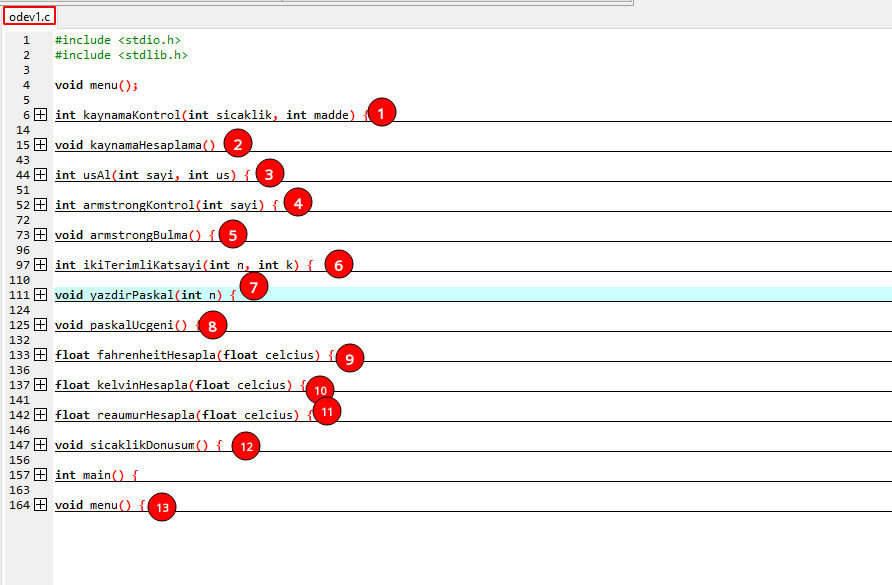 odev1.c
1 #include <stdio.h>
2 #include <stdlib.h>
3
4 void menu();
5
6 int kaynamaKontrol(int sicaklik, int madde) { 1
14
15 void kaynamaHesaplama() 2
43
44 int usAl(int sayi, int us) { 3
51
52 int armstrongKontrol(int sayi) { 4
72
73 void armstrongBulma() { 5
96
97 int ikiTerimliKatsayi(int n, int k) { 6
110
111 void yazdirPaskal(int n) { 7
124
125 void paskalUcgeni() { 8
132
133 float fahrenheitHesapla(float celcius) { 9
136
137 float kelvinHesapla(float celcius) { 10
141
142 float reaumurHesapla(float celcius) { 11
146
147 void sicaklikDonusum() { 12
156
157 int main() {
163
164 void menu() { 13